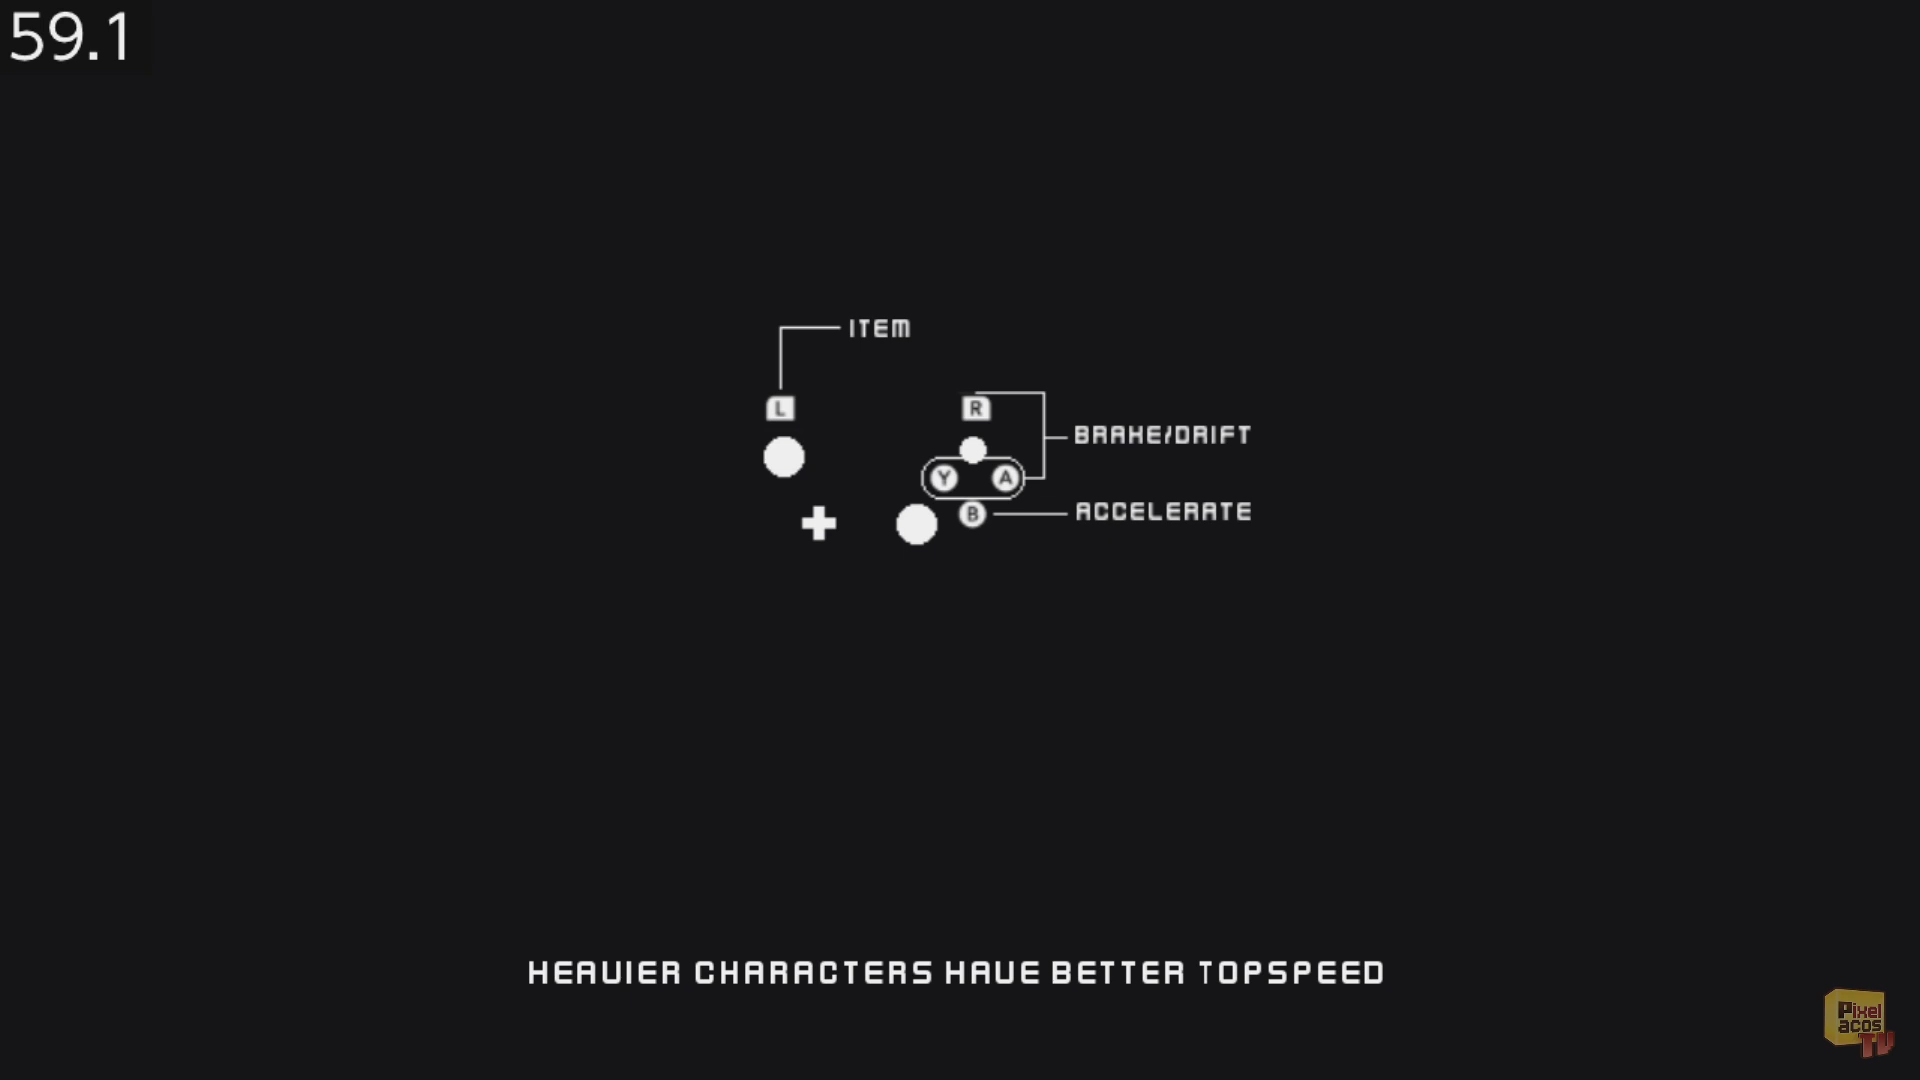 59.1
ITEM
L
R
BRAKE/DRIFT
Y
A
B
ACCELERATE
HEAVIER CHARACTERS HAVE BETTER TOPSPEED
Pixel
acos
TV